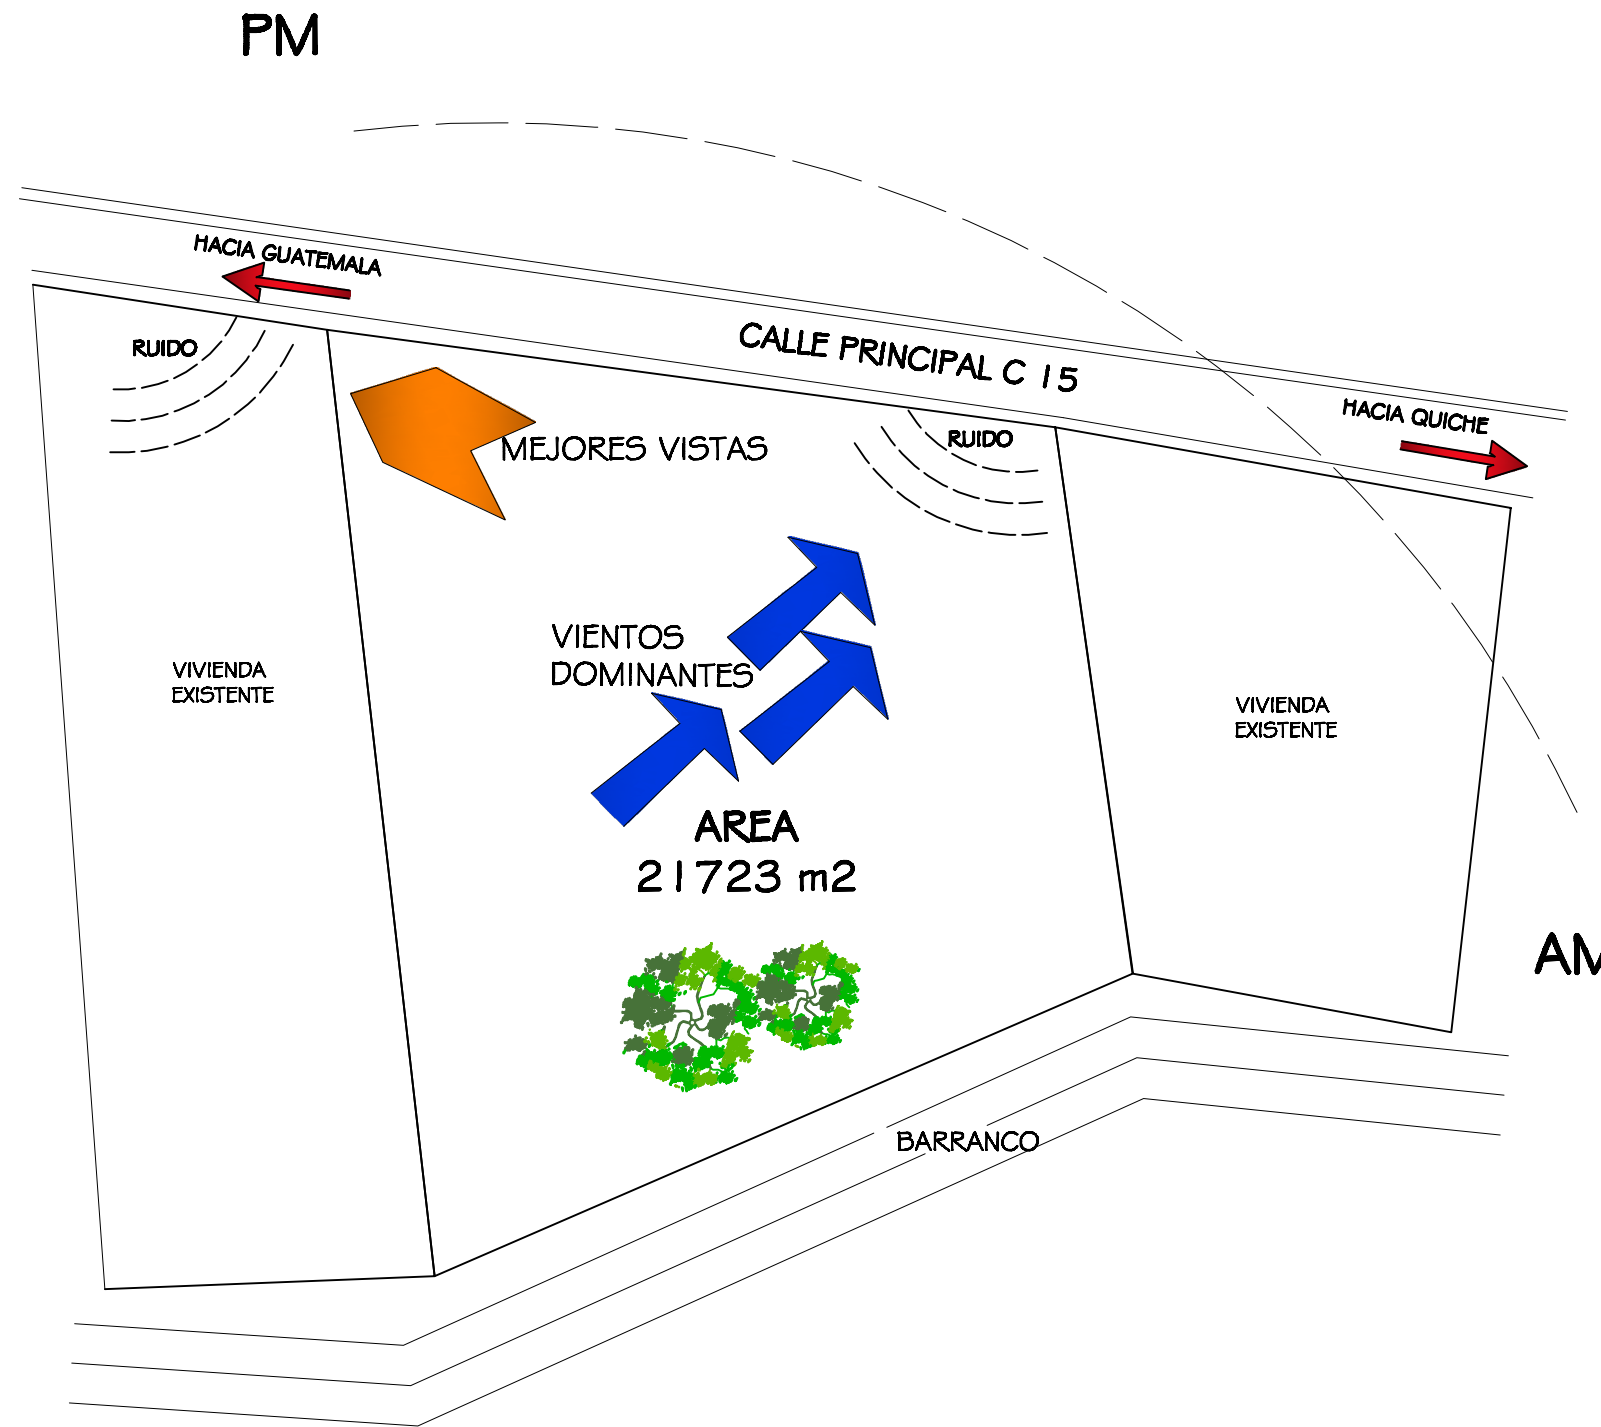 PM
HACIA GUATEMALA
RUIDO
CALLE PRINCIPAL C 15
HACIA QUICHE
RUIDO
MEJORES VISTAS
VIENTOS
DOMINANTES
VIVIENDA
EXISTENTE
VIVIENDA
EXISTENTE
AREA
21723 m2
AM
BARRANCO